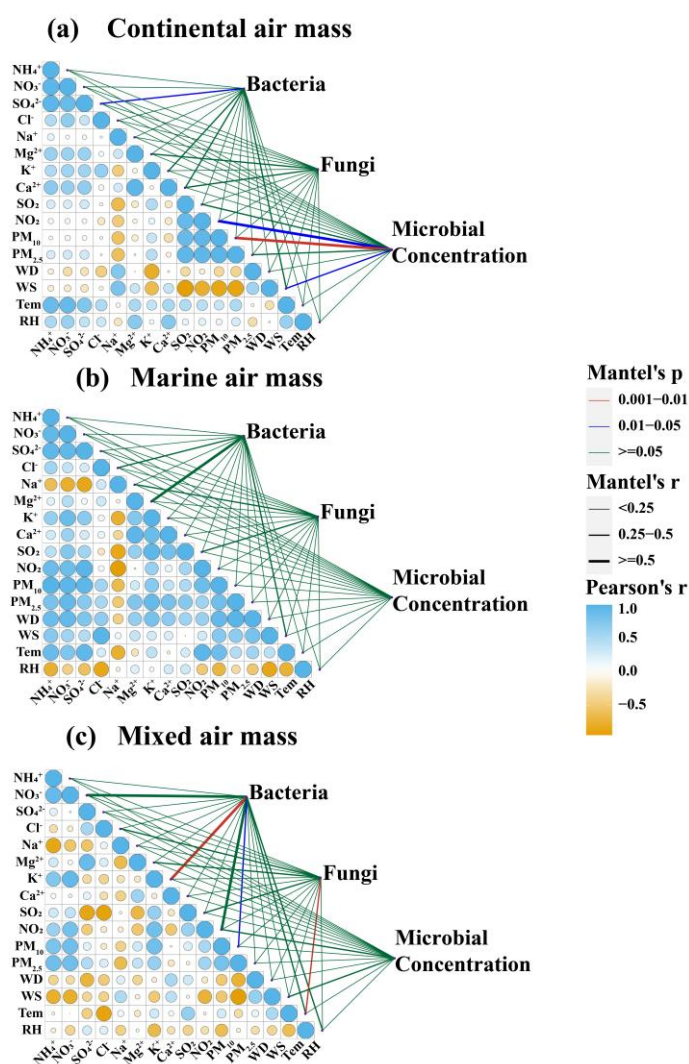 (a) Continental air mass
NH₄⁺
Bacteria
NO₃⁻
SO₄²⁻
Cl⁻
Na⁺
Mg²⁺
K⁺
Fungi
Ca²⁺
SO₂
NO₂
PM₁₀
Microbial
Concentration
PM₂.₅
WD
WS
Tem
RH
NH₄⁺ NO₃⁻ SO₄²⁻ Cl⁻ Na⁺ Mg²⁺ K⁺ Ca²⁺ SO₂ NO₂ PM₁₀ PM₂.₅ WD WS Tem RH
(b) Marine air mass
NH₄⁺
NO₃⁻
Bacteria
SO₄²⁻
Cl⁻
Na⁺
Mg²⁺
K⁺
Fungi
Ca²⁺
SO₂
NO₂
PM₁₀
Microbial
Concentration
PM₂.₅
WD
WS
Tem
RH
NH₄⁺ NO₃⁻ SO₄²⁻ Cl⁻ Na⁺ Mg²⁺ K⁺ Ca²⁺ SO₂ NO₂ PM₁₀ PM₂.₅ WD WS Tem RH
Mantel's p
0.001−0.01
0.01−0.05
>=0.05
Mantel's r
<0.25
0.25−0.5
>=0.5
Pearson's r
1.0
0.5
0.0
−0.5
(c) Mixed air mass
NH₄⁺
NO₃⁻
Bacteria
SO₄²⁻
Cl⁻
Na⁺
Mg²⁺
K⁺
Fungi
Ca²⁺
SO₂
NO₂
PM₁₀
Microbial
Concentration
PM₂.₅
WD
WS
Tem
RH
NH₄⁺ NO₃⁻ SO₄²⁻ Cl⁻ Na⁺ Mg²⁺ K⁺ Ca²⁺ SO₂ NO₂ PM₁₀ PM₂.₅ WD WS Tem RH